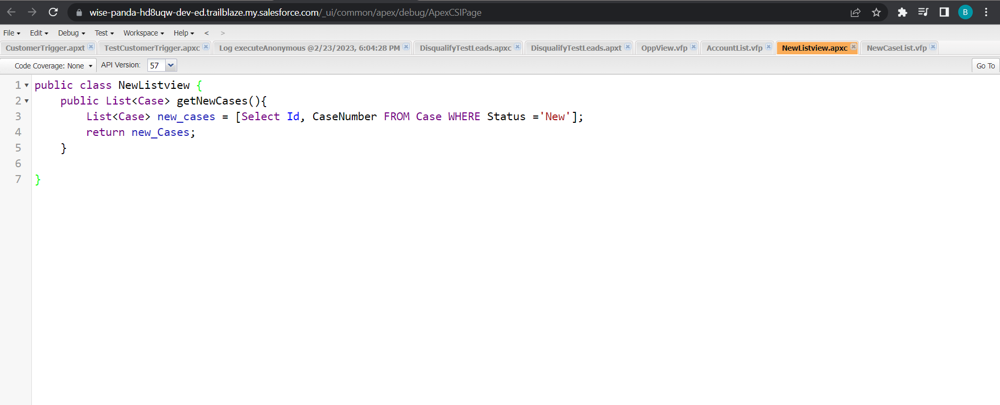 wise-panda-hd8uqw-dev-ed.trailblaze.my.salesforce.com/_ui/common/apex/debug/ApexCSIPage
B
File Edit Debug Test Workspace Help < >
CustomerTrigger.apxt TestCustomerTrigger.apxc Log executeAnonymous @2/23/2023, 6:04:28 PM DisqualifyTestLeads.apxc DisqualifyTestLeads.apxt OppView.vfp AccountList.vfp NewListview.apxc NewCaseList.vfp
Code Coverage: None API Version: 57 Go To
1 public class NewListview {
2 public List<Case> getNewCases(){
3 List<Case> new_cases = [Select Id, CaseNumber FROM Case WHERE Status ='New'];
4 return new_Cases;
5 }
6
7 }